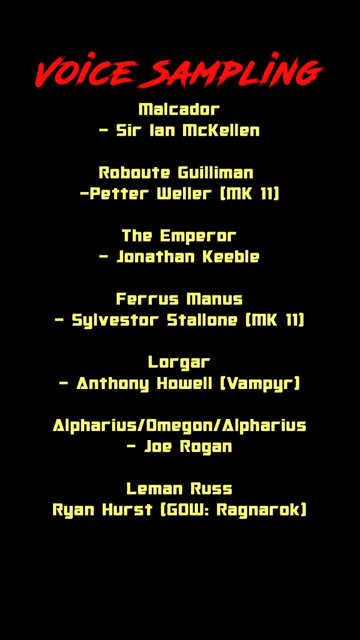 Voice Sampling
Malcador
- Sir Ian McKellen
Roboute Guilliman
-Petter Weller (MK 11)
The Emperor
- Jonathan Keeble
Ferrus Manus
- Sylvestor Stallone (MK 11)
Lorgar
- Anthony Howell (Vampyr)
Alpharius/Omegon/Alpharius
- Joe Rogan
Leman Russ
Ryan Hurst (GOW: Ragnarok)